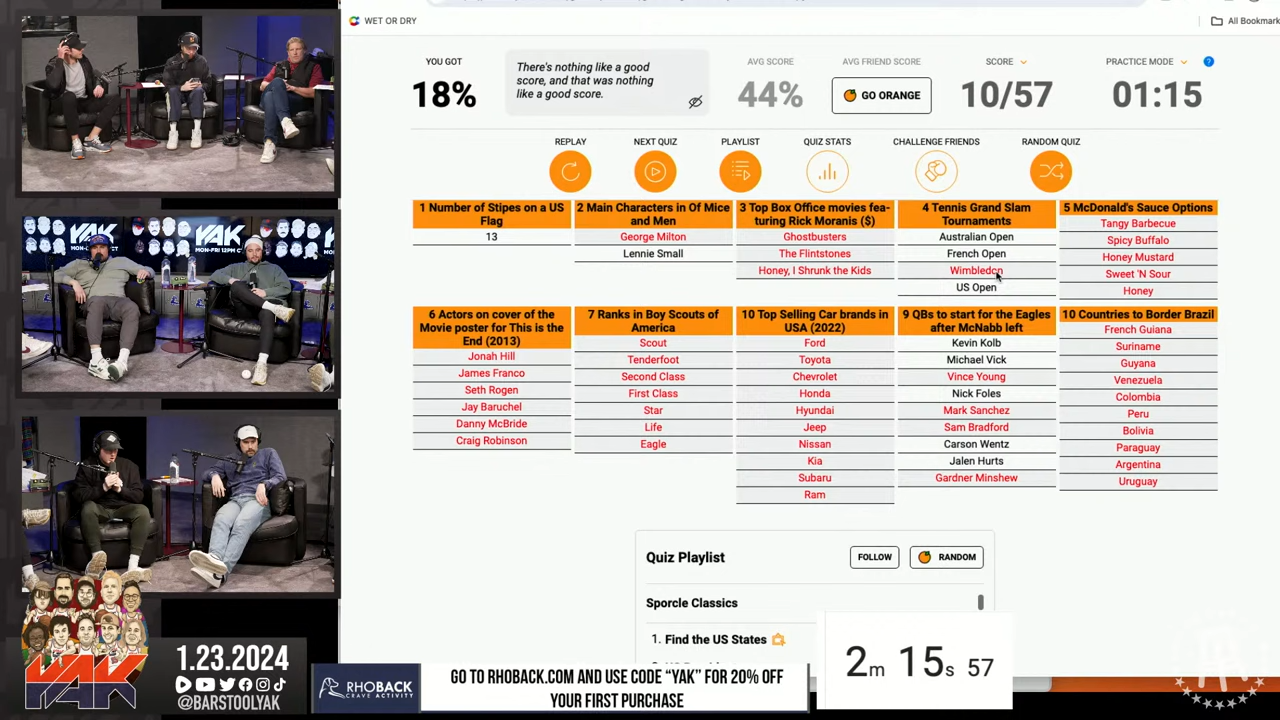 WET OR DRY
All Bookmark
YOU GOT
18%
There's nothing like a good
score, and that was nothing
like a good score.
AVG SCORE
44%
AVG FRIEND SCORE
GO ORANGE
SCORE
10/57
PRACTICE MODE
?
01:15
REPLAY
NEXT QUIZ
PLAYLIST
QUIZ STATS
CHALLENGE FRIENDS
RANDOM QUIZ
1 Number of Stipes on a US
Flag
13
2 Main Characters in Of Mice
and Men
George Milton
Lennie Small
3 Top Box Office movies fea-
turing Rick Moranis ($)
Ghostbusters
The Flintstones
Honey, I Shrunk the Kids
4 Tennis Grand Slam
Tournaments
Australian Open
French Open
Wimbledon
US Open
5 McDonald's Sauce Options
Tangy Barbecue
Spicy Buffalo
Honey Mustard
Sweet 'N Sour
Honey
6 Actors on cover of the
Movie poster for This is the
End (2013)
Jonah Hill
James Franco
Seth Rogen
Jay Baruchel
Danny McBride
Craig Robinson
7 Ranks in Boy Scouts of
America
Scout
Tenderfoot
Second Class
First Class
Star
Life
Eagle
10 Top Selling Car brands in
USA (2022)
Ford
Toyota
Chevrolet
Honda
Hyundai
Jeep
Nissan
Kia
Subaru
Ram
9 QBs to start for the Eagles
after McNabb left
Kevin Kolb
Michael Vick
Vince Young
Nick Foles
Mark Sanchez
Sam Bradford
Carson Wentz
Jalen Hurts
Gardner Minshew
10 Countries to Border Brazil
French Guiana
Suriname
Guyana
Venezuela
Colombia
Peru
Bolivia
Paraguay
Argentina
Uruguay
Quiz Playlist
FOLLOW
RANDOM
Sporcle Classics
1. Find the US States
2m 15s 57
YAK
YAK
1.23.2024
@BARSTOOLYAK
RHOBACK
CRAVE ACTIVITY
GO TO RHOBACK.COM AND USE CODE "YAK" FOR 20% OFF
YOUR FIRST PURCHASE